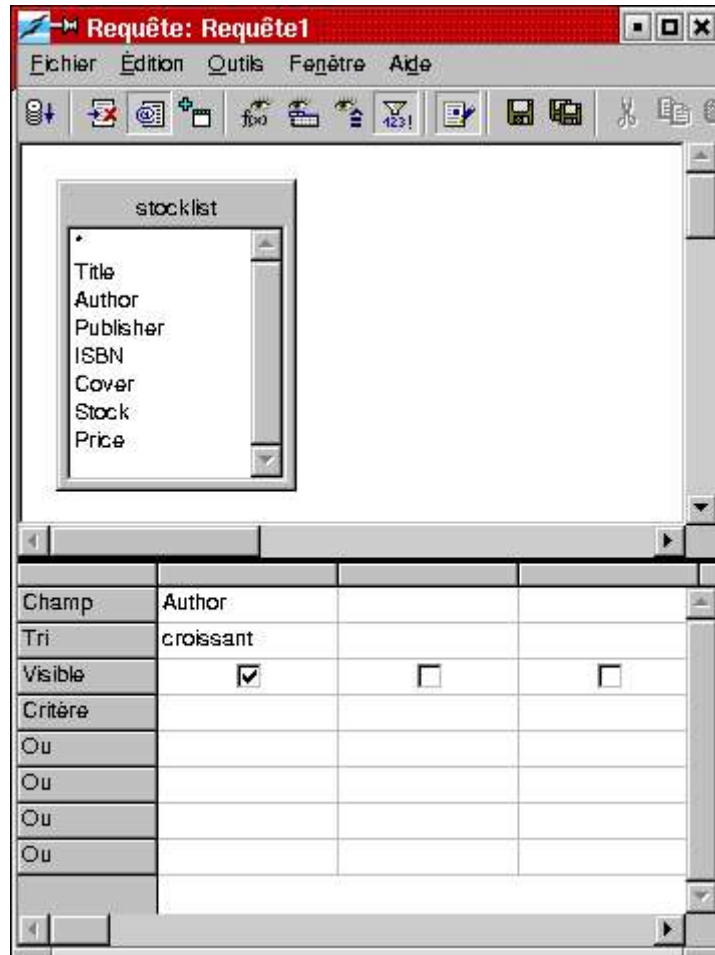 Requête: Requête1
Fichier Édition Outils Fenêtre Aide
f(x)
123!
stocklist
*
Title
Author
Publisher
ISBN
Cover
Stock
Price
Champ Author
Tri croissant
Visible
Critère
Ou
Ou
Ou
Ou